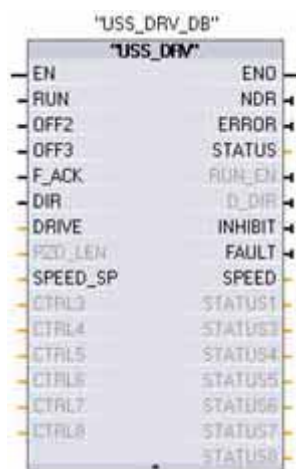 "USS_DRV_DB"
"USS_DRV"
EN ENO
RUN NDR
OFF2 ERROR
OFF3 STATUS
F_ACK RUN_EN
DIR D_DIR
DRIVE INHIBIT
PZD_LEN FAULT
SPEED_SP SPEED
CTRL3 STATUS1
CTRL4 STATUS3
CTRL5 STATUS4
CTRL6 STATUS5
CTRL7 STATUS6
CTRL8 STATUS7
STATUS8